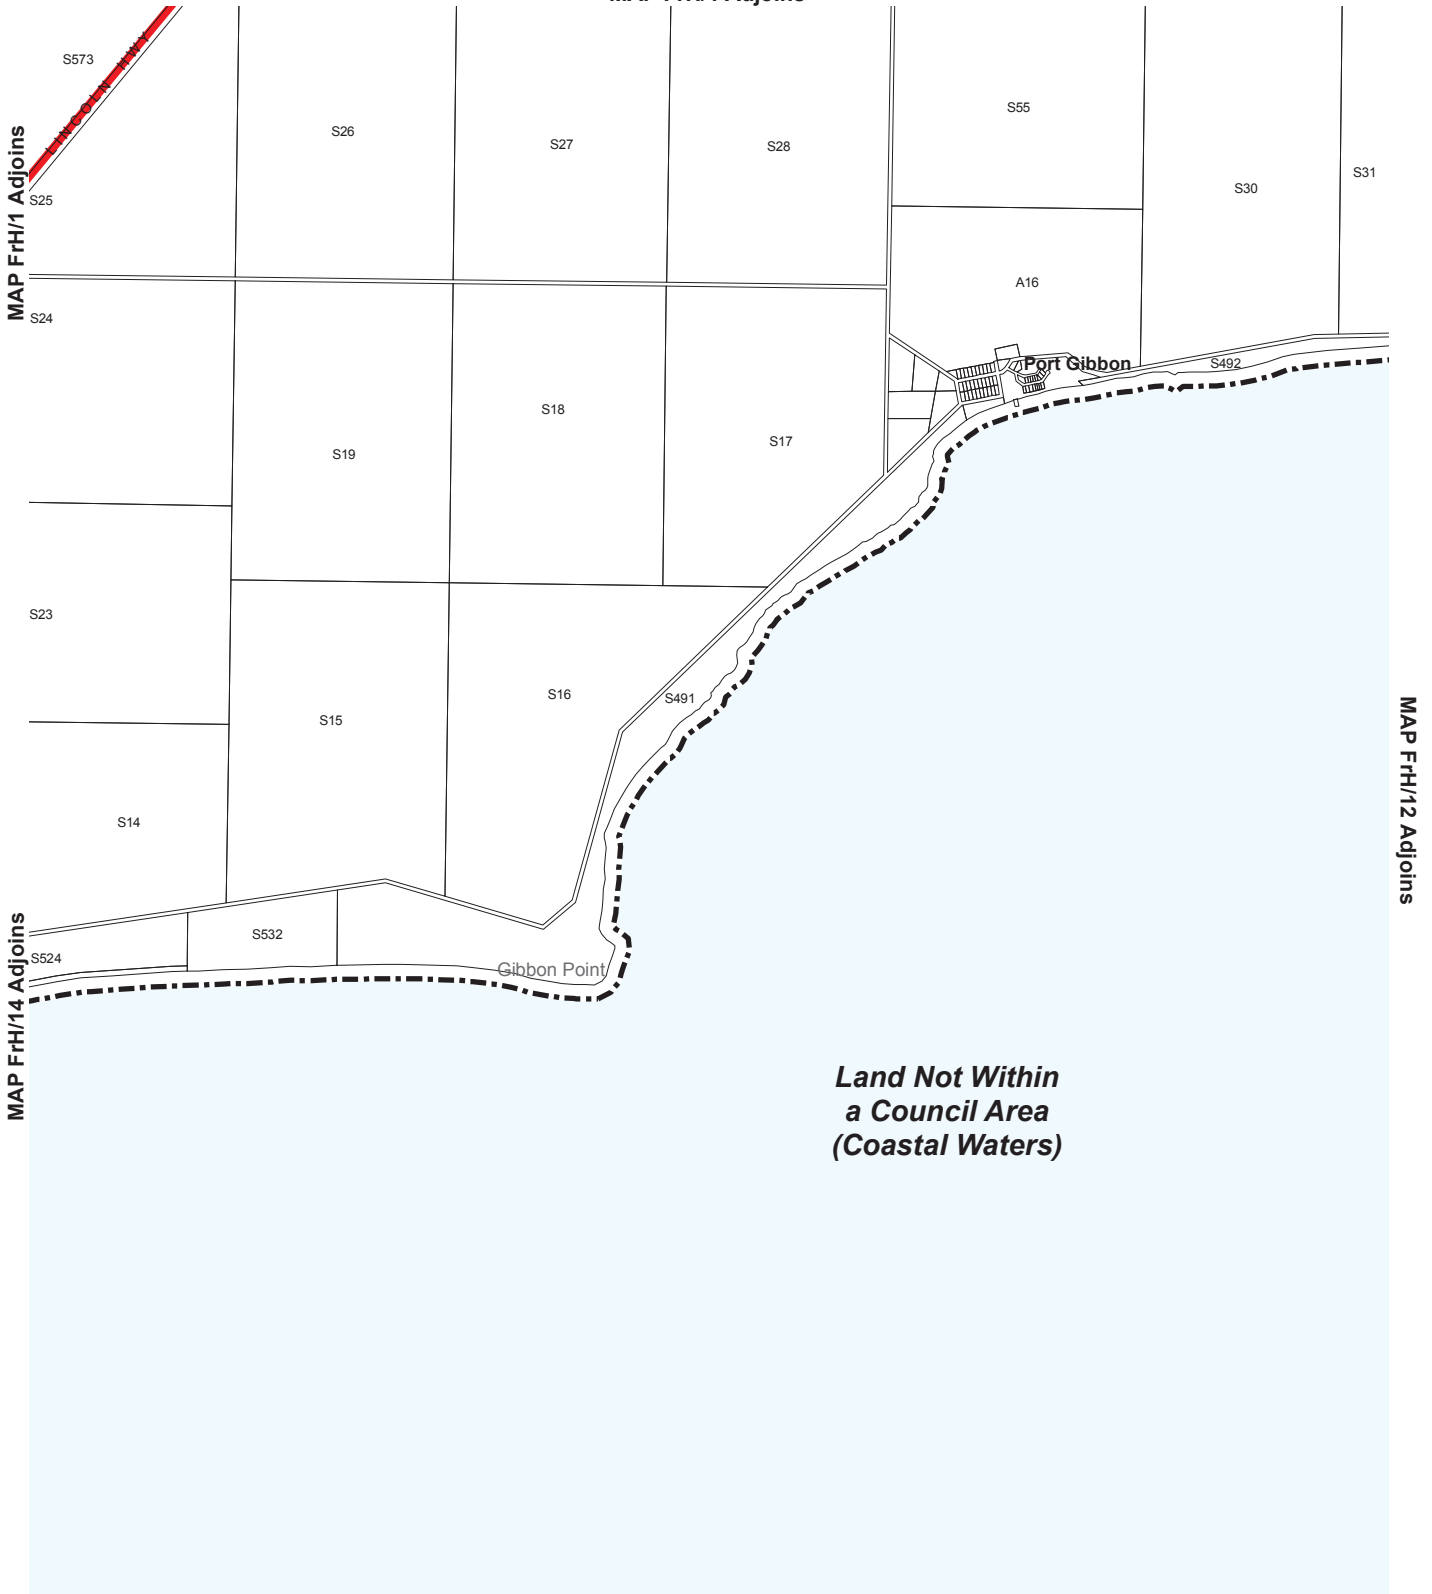 S573
LINCOLN HWY
S26
S27
S28
S55
S30
S31
S25
MAP FrH/1 Adjoins
A16
S24
Port Gibbon
S492
S18
S19
S17
S23
S16
S491
S15
MAP FrH/12 Adjoins
S14
S532
S524
Gibbon Point
MAP FrH/14 Adjoins
Land Not Within
a Council Area
(Coastal Waters)